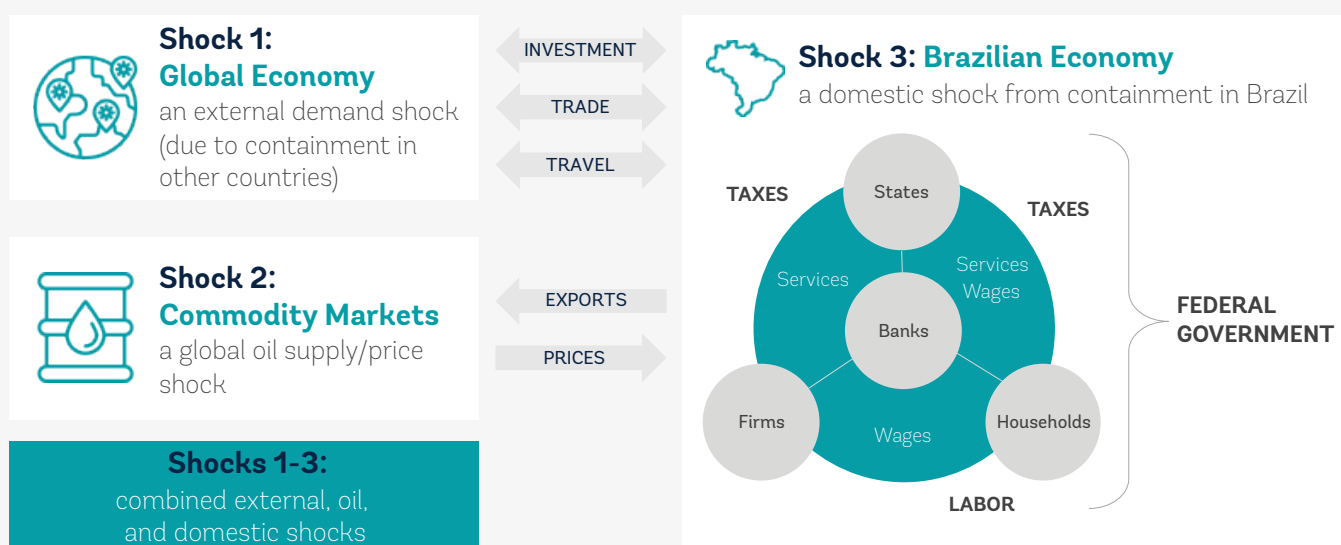 Shock 1:
Global Economy
an external demand shock
(due to containment in
other countries)
INVESTMENT
TRADE
TRAVEL
Shock 2:
Commodity Markets
a global oil supply/price
shock
EXPORTS
PRICES
Shocks 1-3:
combined external, oil,
and domestic shocks
Shock 3: Brazilian Economy
a domestic shock from containment in Brazil
TAXES
States
TAXES
Services
Services
Wages
Banks
FEDERAL
GOVERNMENT
Firms
Wages
Households
LABOR